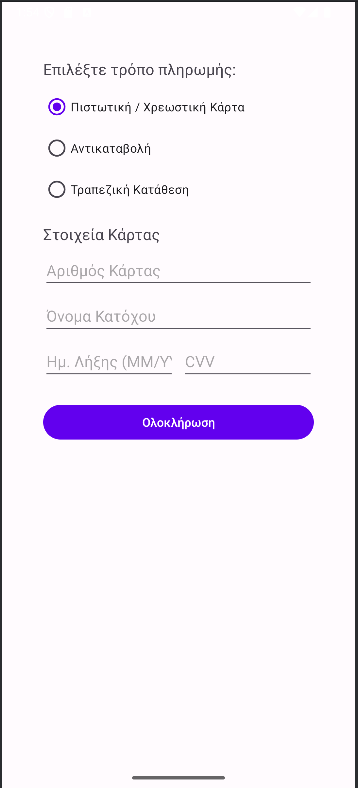 Επιλέξτε τρόπο πληρωμής:
Πιστωτική / Χρεωστική Κάρτα
Αντικαταβολή
Τραπεζική Κατάθεση
Στοιχεία Κάρτας
Αριθμός Κάρτας
Όνομα Κατόχου
Ημ. Λήξης (MM/YY CVV
Ολοκλήρωση